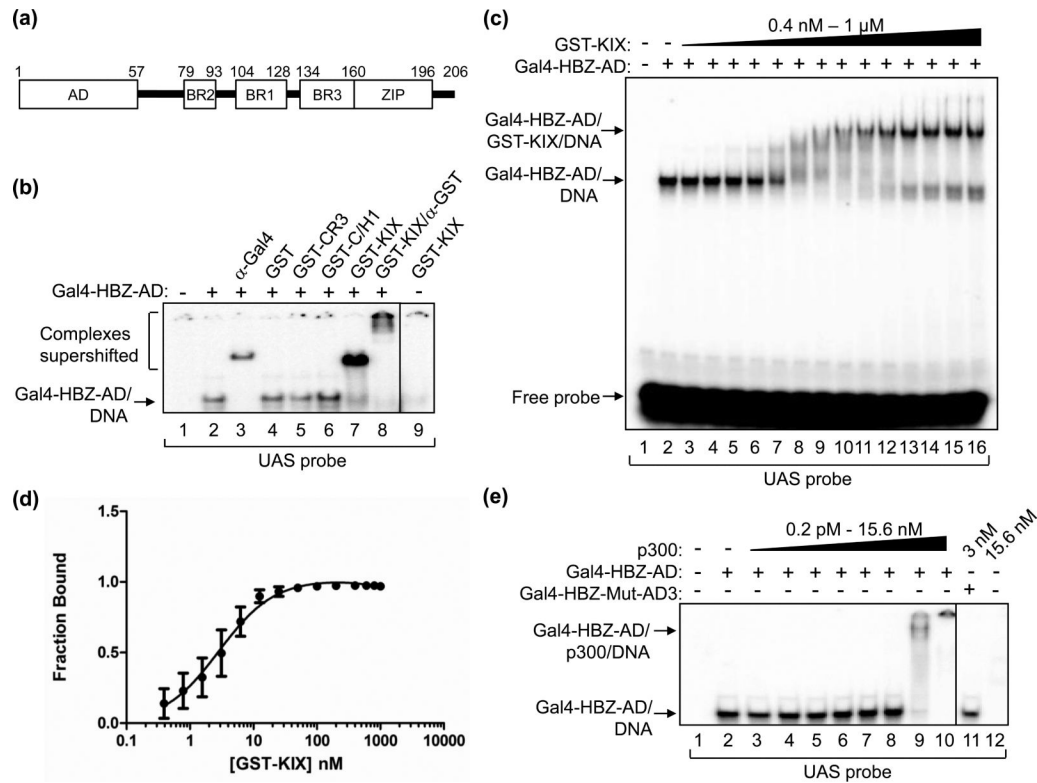 (a)
1 57 79 93 104 128 134 160 196 206
AD BR2 BR1 BR3 ZIP
(b)
α-Gal4
GST
GST-CR3
GST-C/H1
GST-KIX
GST-KIX/α-GST
GST-KIX
Gal4-HBZ-AD: - + + + + + + + -
Complexes
supershifted
Gal4-HBZ-AD/
DNA
1 2 3 4 5 6 7 8 9
UAS probe
(c)
0.4 nM – 1 µM
GST-KIX: - -
Gal4-HBZ-AD: - + + + + + + + + + + + + + + +
Gal4-HBZ-AD/
GST-KIX/DNA
Gal4-HBZ-AD/
DNA
Free probe
1 2 3 4 5 6 7 8 9 10 11 12 13 14 15 16
UAS probe
(d)
1.5
1.0
0.5
0.0
Fraction Bound
0.1 1 10 100 1000 10000
[GST-KIX] nM
(e)
0.2 pM - 15.6 nM
3 nM
15.6 nM
p300: - -
Gal4-HBZ-AD: - + + + + + + + + + - -
Gal4-HBZ-Mut-AD3: - - - - - - - - - - + -
Gal4-HBZ-AD/
p300/DNA
Gal4-HBZ-AD/
DNA
1 2 3 4 5 6 7 8 9 10 11 12
UAS probe